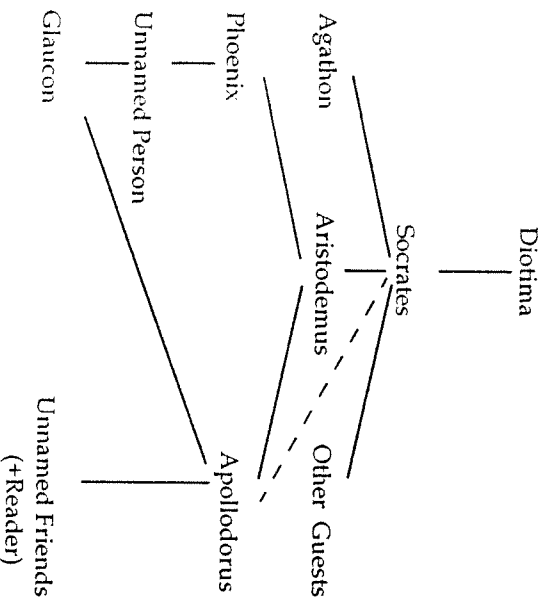 Diotima
Socrates
Agathon
Aristodemus
Other Guests
Phoenix
Apollodorus
Unnamed Person
Glaucon
Unnamed Friends
(+Reader)